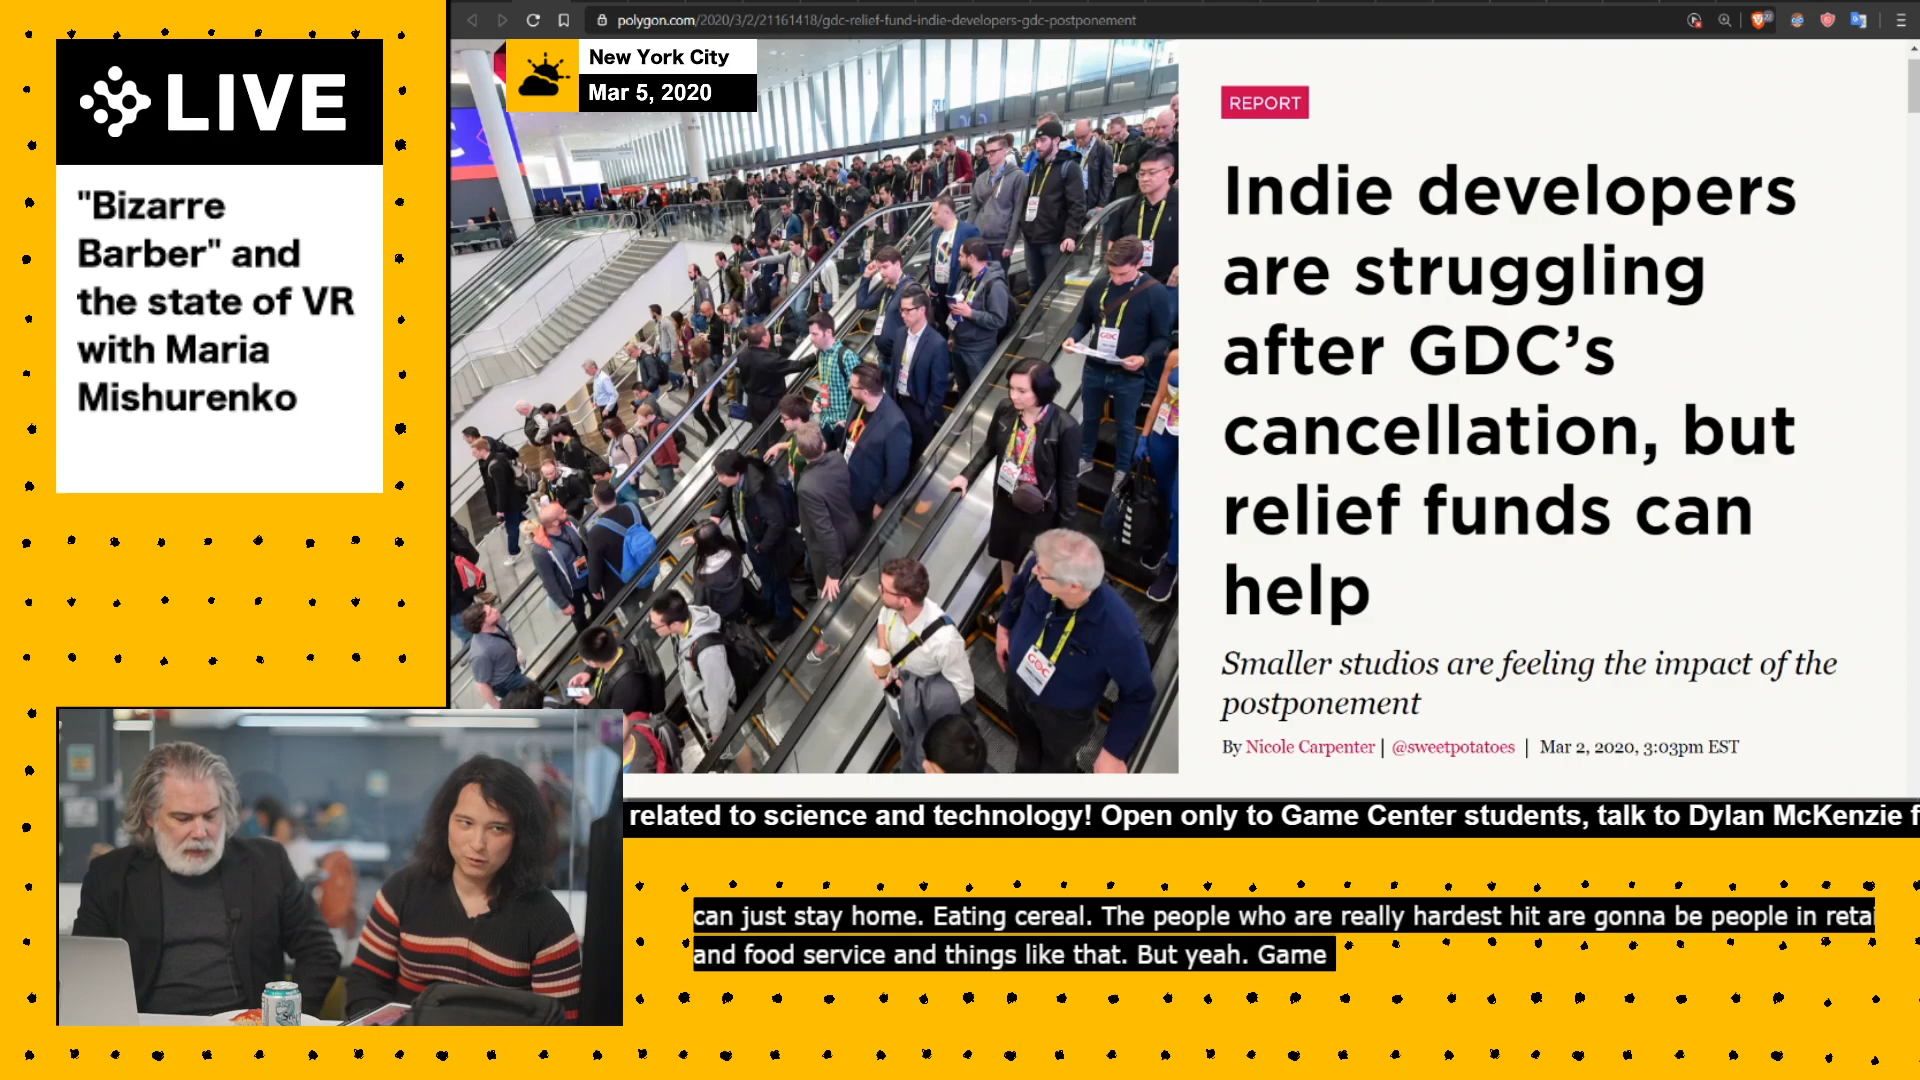 polygon.com/2020/3/2/21161418/gdc-relief-fund-indie-developers-gdc-postponement
LIVE
"Bizarre
Barber" and
the state of VR
with Maria
Mishurenko
New York City
Mar 5, 2020
REPORT
Indie developers
are struggling
after GDC’s
cancellation, but
relief funds can
help
Smaller studios are feeling the impact of the
postponement
By Nicole Carpenter | @sweetpotatoes | Mar 2, 2020, 3:03pm EST
GDC
GDC
GDC
related to science and technology! Open only to Game Center students, talk to Dylan McKenzie f
can just stay home. Eating cereal. The people who are really hardest hit are gonna be people in retai
and food service and things like that. But yeah. Game